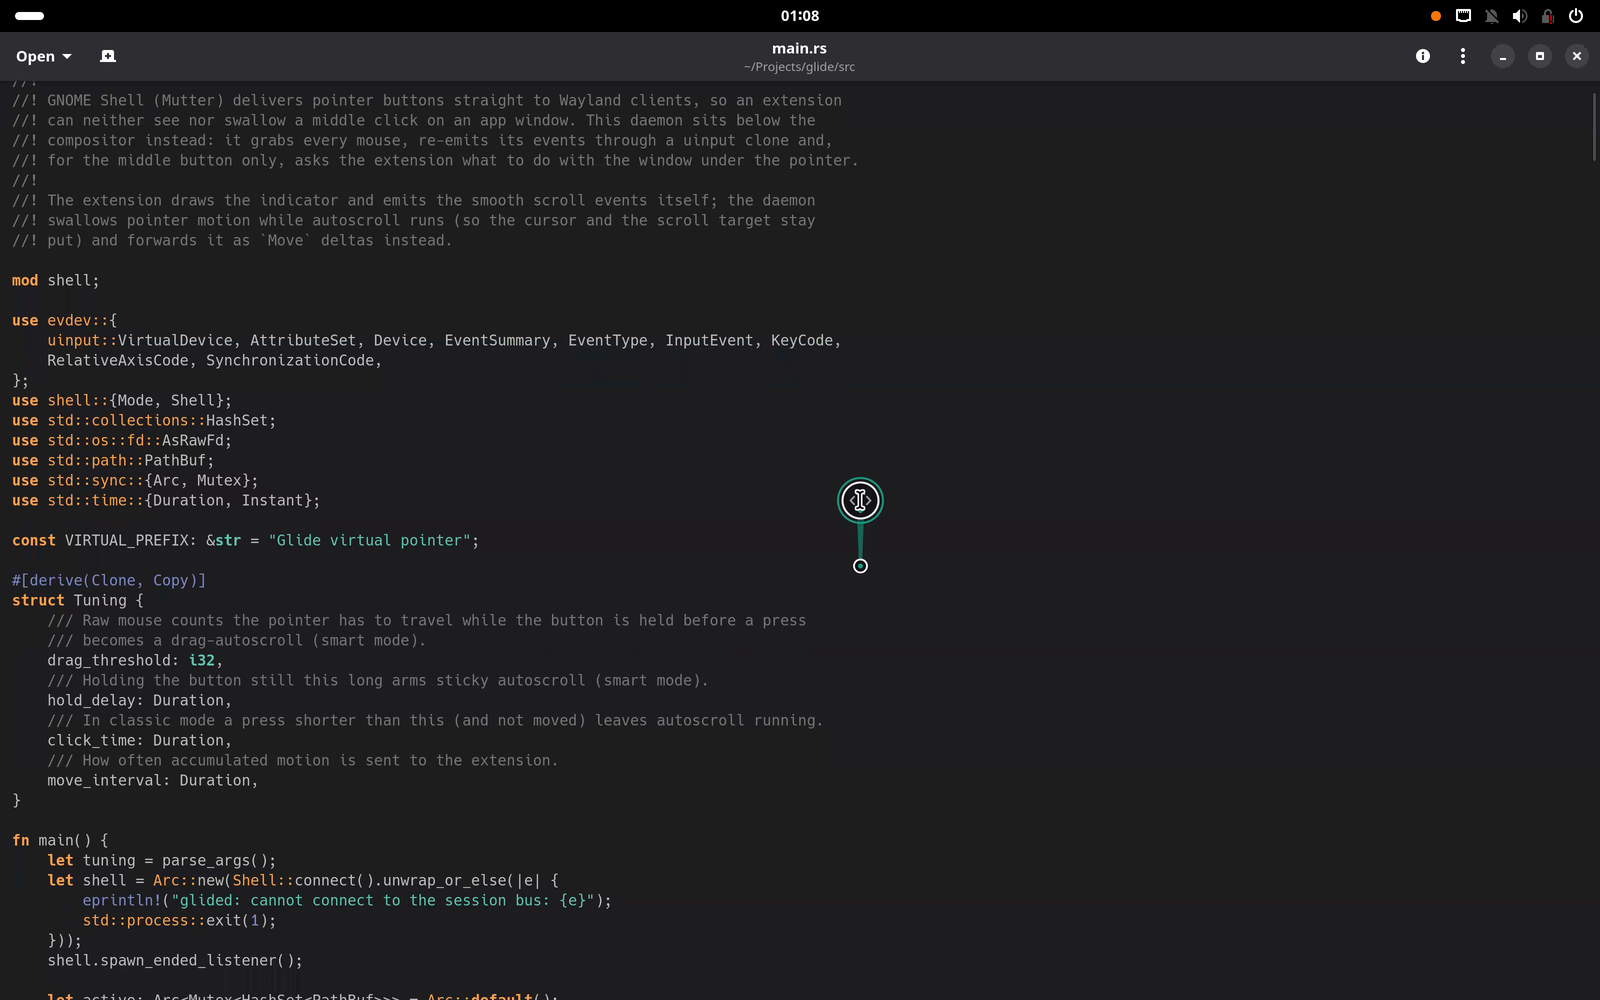 01:08
Open
main.rs
~/Projects/glide/src
//!
//! GNOME Shell (Mutter) delivers pointer buttons straight to Wayland clients, so an extension
//! can neither see nor swallow a middle click on an app window. This daemon sits below the
//! compositor instead: it grabs every mouse, re-emits its events through a uinput clone and,
//! for the middle button only, asks the extension what to do with the window under the pointer.
//!
//! The extension draws the indicator and emits the smooth scroll events itself; the daemon
//! swallows pointer motion while autoscroll runs (so the cursor and the scroll target stay
//! put) and forwards it as `Move` deltas instead.
mod shell;
use evdev::{
    uinput::VirtualDevice, AttributeSet, Device, EventSummary, EventType, InputEvent, KeyCode,
    RelativeAxisCode, SynchronizationCode,
};
use shell::{Mode, Shell};
use std::collections::HashSet;
use std::os::fd::AsRawFd;
use std::path::PathBuf;
use std::sync::{Arc, Mutex};
use std::time::{Duration, Instant};
const VIRTUAL_PREFIX: &str = "Glide virtual pointer";
#[derive(Clone, Copy)]
struct Tuning {
    /// Raw mouse counts the pointer has to travel while the button is held before a press
    /// becomes a drag-autoscroll (smart mode).
    drag_threshold: i32,
    /// Holding the button still this long arms sticky autoscroll (smart mode).
    hold_delay: Duration,
    /// In classic mode a press shorter than this (and not moved) leaves autoscroll running.
    click_time: Duration,
    /// How often accumulated motion is sent to the extension.
    move_interval: Duration,
}
fn main() {
    let tuning = parse_args();
    let shell = Arc::new(Shell::connect().unwrap_or_else(|e| {
        eprintln!("glided: cannot connect to the session bus: {e}");
        std::process::exit(1);
    }));
    shell.spawn_ended_listener();
    let active: Arc<Mutex<HashSet<PathBuf>>> = Arc::default();